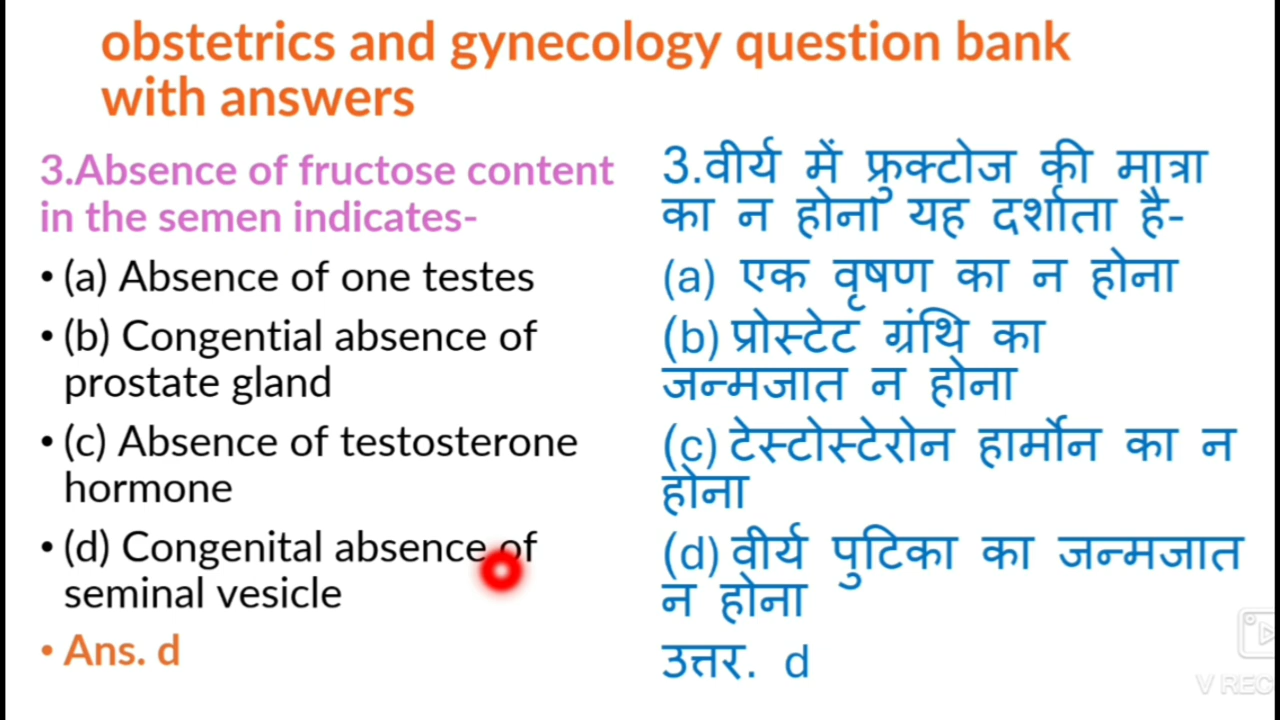 obstetrics and gynecology question bank
with answers
3.Absence of fructose content
in the semen indicates-
• (a) Absence of one testes
• (b) Congential absence of
prostate gland
• (c) Absence of testosterone
hormone
• (d) Congenital absence of
seminal vesicle
• Ans. d
3.वीर्य में फ्रुक्टोज की मात्रा
का न होना यह दर्शाता है-
(a) एक वृषण का न होना
(b) प्रोस्टेट ग्रंथि का
जन्मजात न होना
(c) टेस्टोस्टेरोन हार्मोन का न
होना
(d) वीर्य पुटिका का जन्मजात
न होना
उत्तर. d
V REC